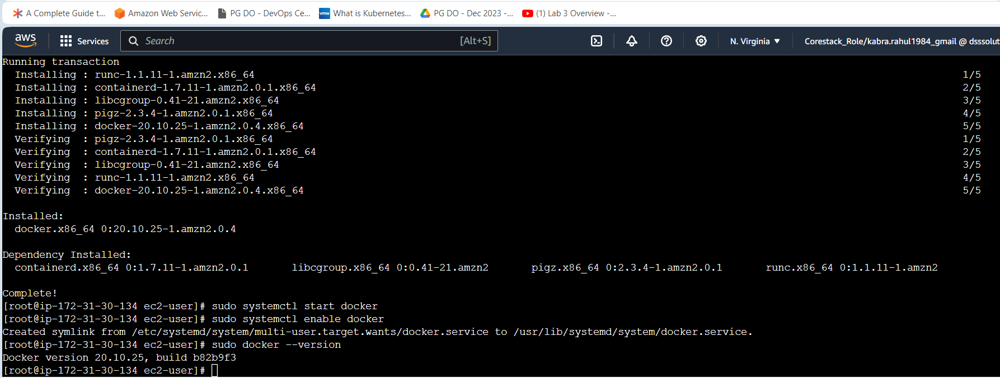 A Complete Guide t... Amazon Web Servic... PG DO - DevOps Ce... vmw What is Kubernetes... PG DO - Dec 2023 -... (1) Lab 3 Overview -...
aws Services Search [Alt+S] N. Virginia ▼ Corestack_Role/kabra.rahul1984_gmail @ dsssolut
Running transaction
Installing : runc-1.1.11-1.amzn2.x86_64 1/5
Installing : containerd-1.7.11-1.amzn2.0.1.x86_64 2/5
Installing : libcgroup-0.41-21.amzn2.x86_64 3/5
Installing : pigz-2.3.4-1.amzn2.0.1.x86_64 4/5
Installing : docker-20.10.25-1.amzn2.0.4.x86_64 5/5
Verifying  : pigz-2.3.4-1.amzn2.0.1.x86_64 1/5
Verifying  : containerd-1.7.11-1.amzn2.0.1.x86_64 2/5
Verifying  : libcgroup-0.41-21.amzn2.x86_64 3/5
Verifying  : runc-1.1.11-1.amzn2.x86_64 4/5
Verifying  : docker-20.10.25-1.amzn2.0.4.x86_64 5/5
Installed:
docker.x86_64 0:20.10.25-1.amzn2.0.4
Dependency Installed:
containerd.x86_64 0:1.7.11-1.amzn2.0.1 libcgroup.x86_64 0:0.41-21.amzn2 pigz.x86_64 0:2.3.4-1.amzn2.0.1 runc.x86_64 0:1.1.11-1.amzn2
Complete!
[root@ip-172-31-30-134 ec2-user]# sudo systemctl start docker
[root@ip-172-31-30-134 ec2-user]# sudo systemctl enable docker
Created symlink from /etc/systemd/system/multi-user.target.wants/docker.service to /usr/lib/systemd/system/docker.service.
[root@ip-172-31-30-134 ec2-user]# sudo docker --version
Docker version 20.10.25, build b82b9f3
[root@ip-172-31-30-134 ec2-user]#